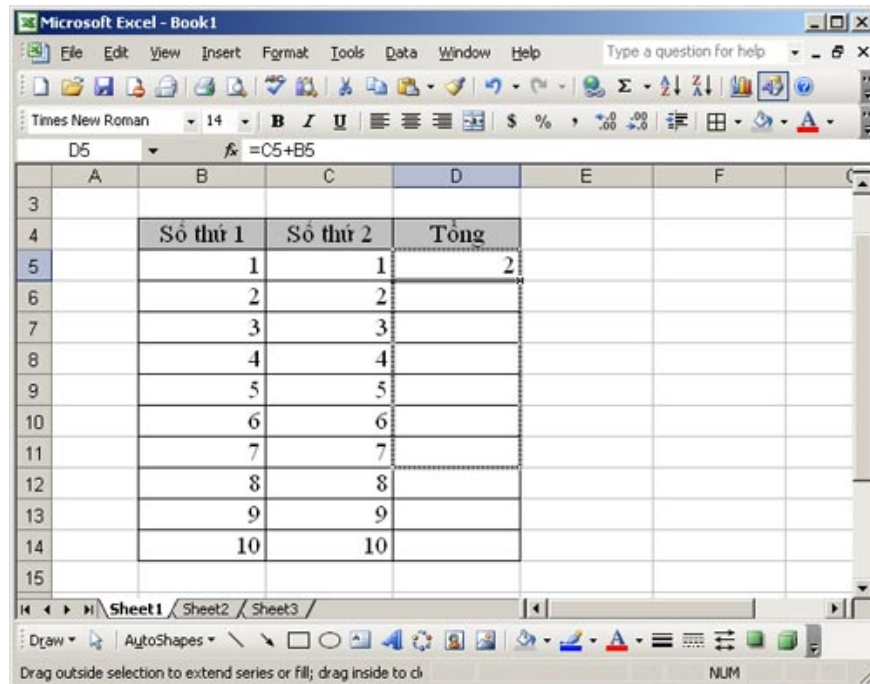 Microsoft Excel - Book1
File Edit View Insert Format Tools Data Window Help Type a question for help
Times New Roman 14 B I U $ % , A
D5 fx =C5+B5
A B C D E F
3
4 Số thứ 1 Số thứ 2 Tổng
5 1 1 2
6 2 2
7 3 3
8 4 4
9 5 5
10 6 6
11 7 7
12 8 8
13 9 9
14 10 10
15
Sheet1 Sheet2 Sheet3
Draw AutoShapes A
Drag outside selection to extend series or fill; drag inside to cl NUM